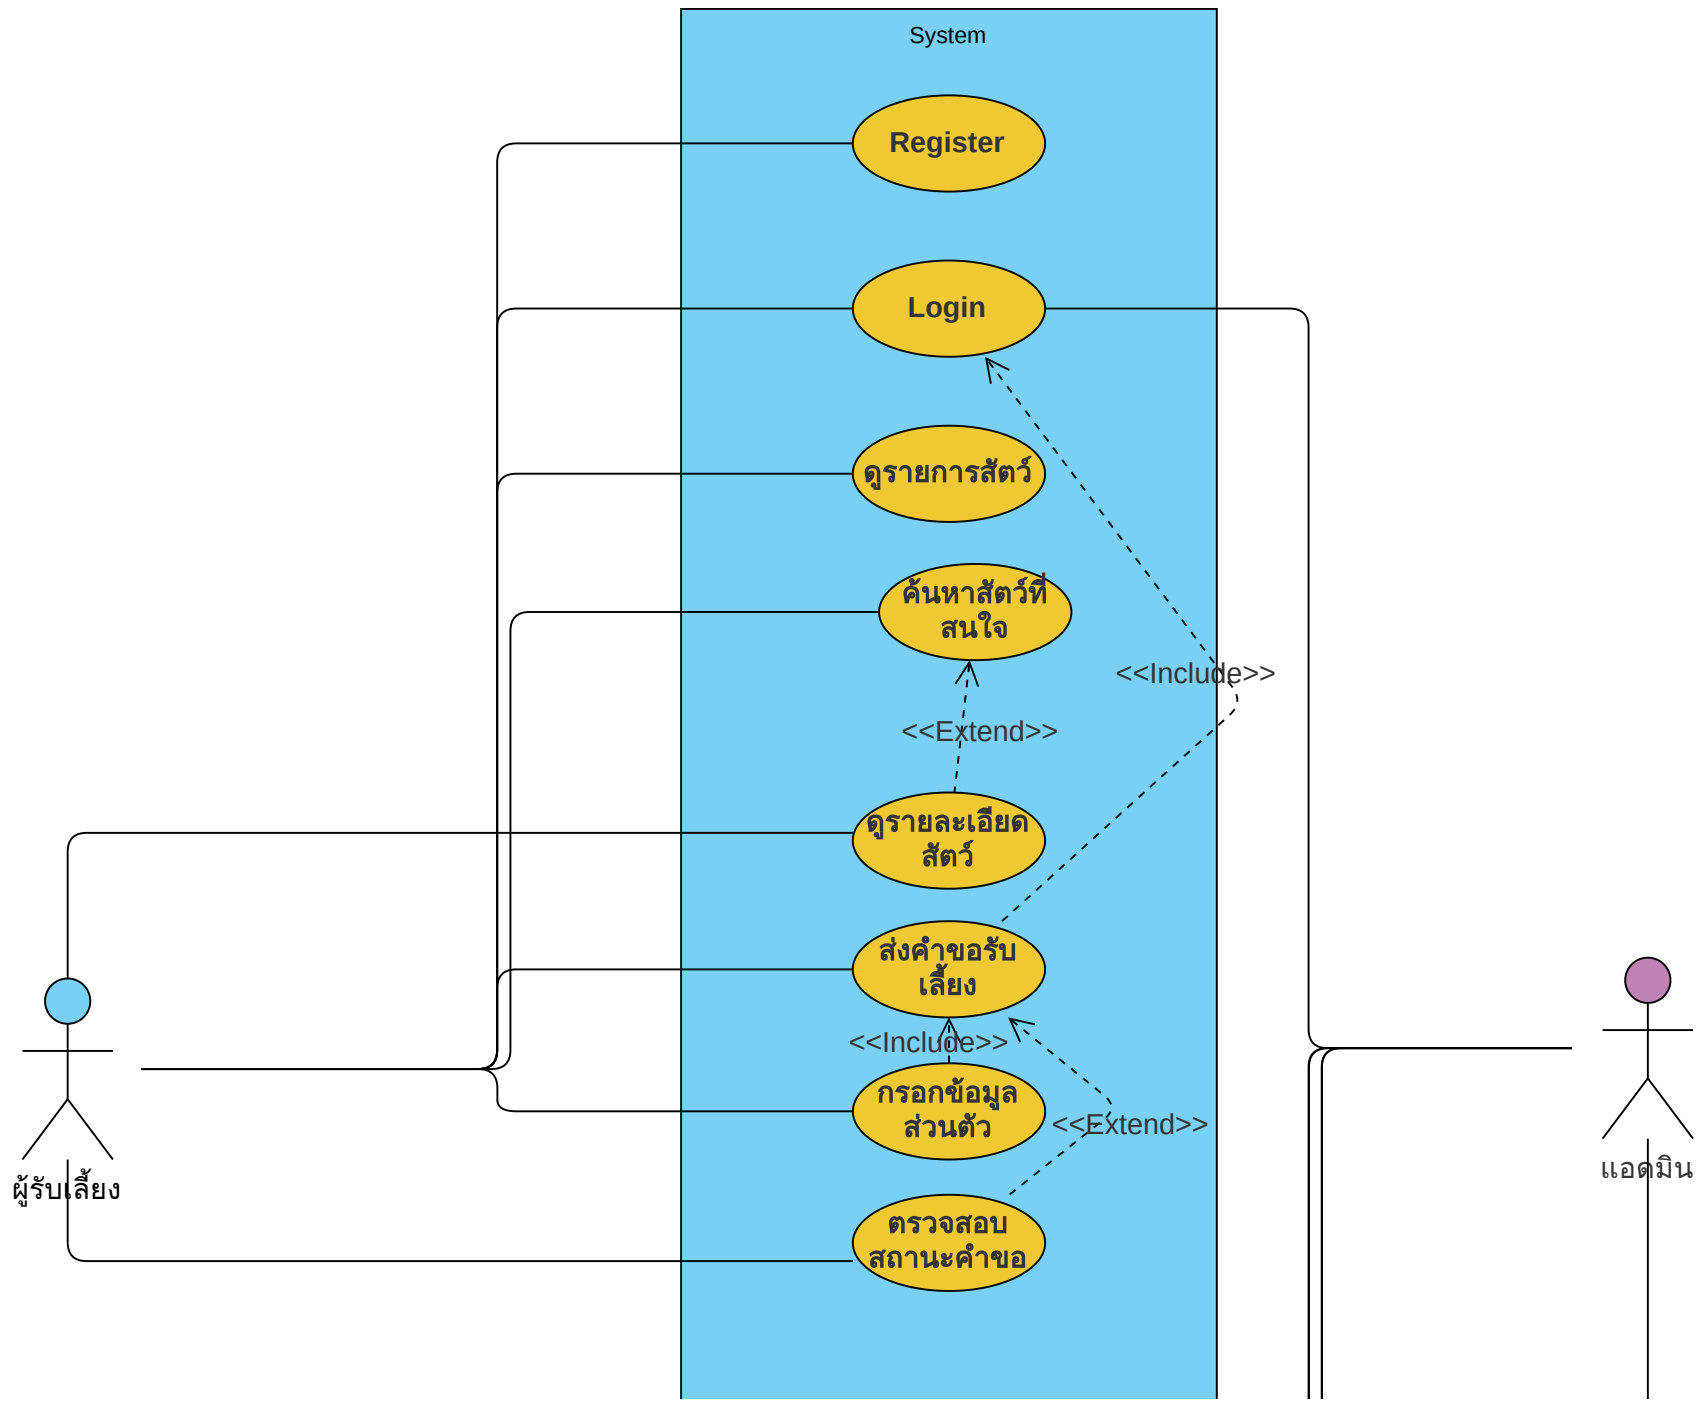 System
Register
Login
ดูรายการสัตว์
ค้นหาสัตว์ที่
สนใจ
<<Include>>
<<Extend>>
ดูรายละเอียด
สัตว์
ส่งคำขอรับ
เลี้ยง
<<Include>>
กรอกข้อมูล
ส่วนตัว
<<Extend>>
ผู้รับเลี้ยง
แอดมิน
ตรวจสอบ
สถานะคำขอ